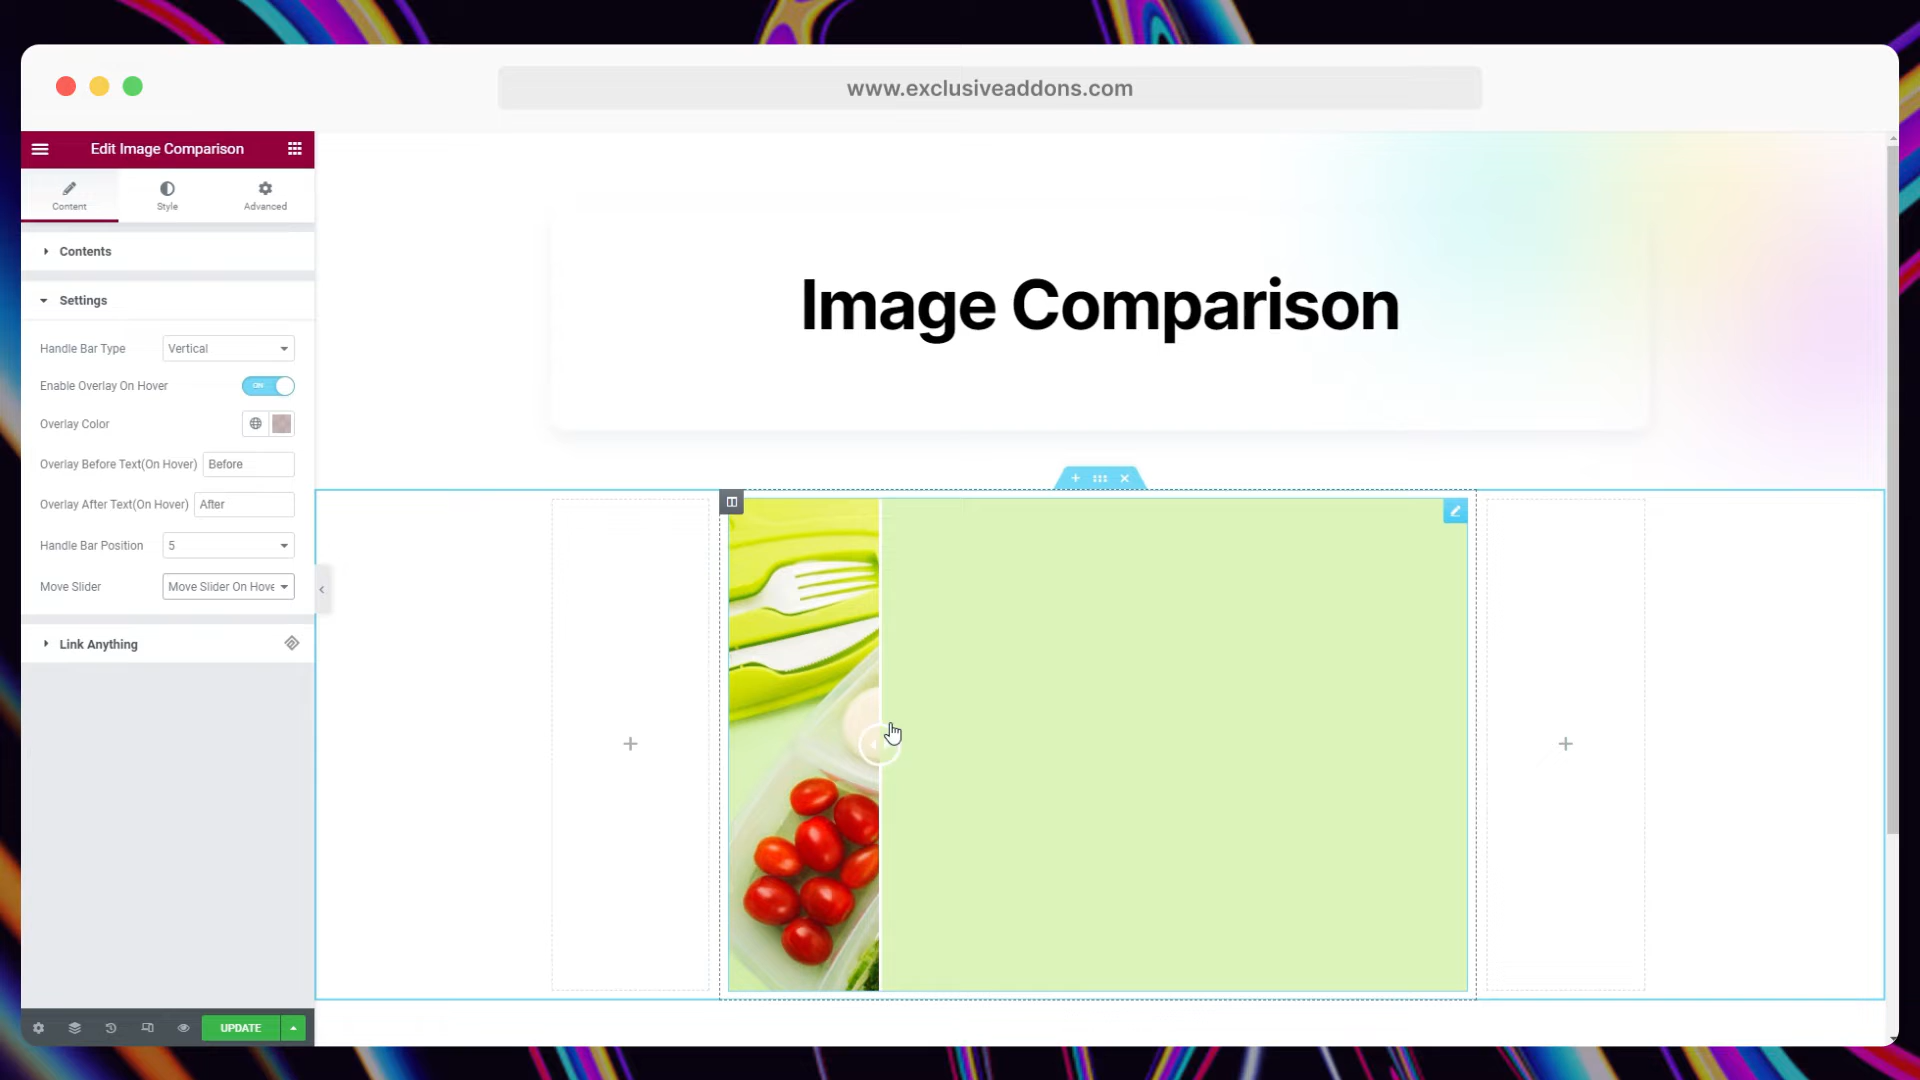 www.exclusiveaddons.com
Edit Image Comparison
Content
Style
Advanced
Contents
Settings
Handle Bar Type
Vertical
Enable Overlay On Hover
ON
Overlay Color
Overlay Before Text(On Hover)
Before
Overlay After Text(On Hover)
After
Handle Bar Position
5
Move Slider
Move Slider On Hove
Link Anything
UPDATE
Image Comparison